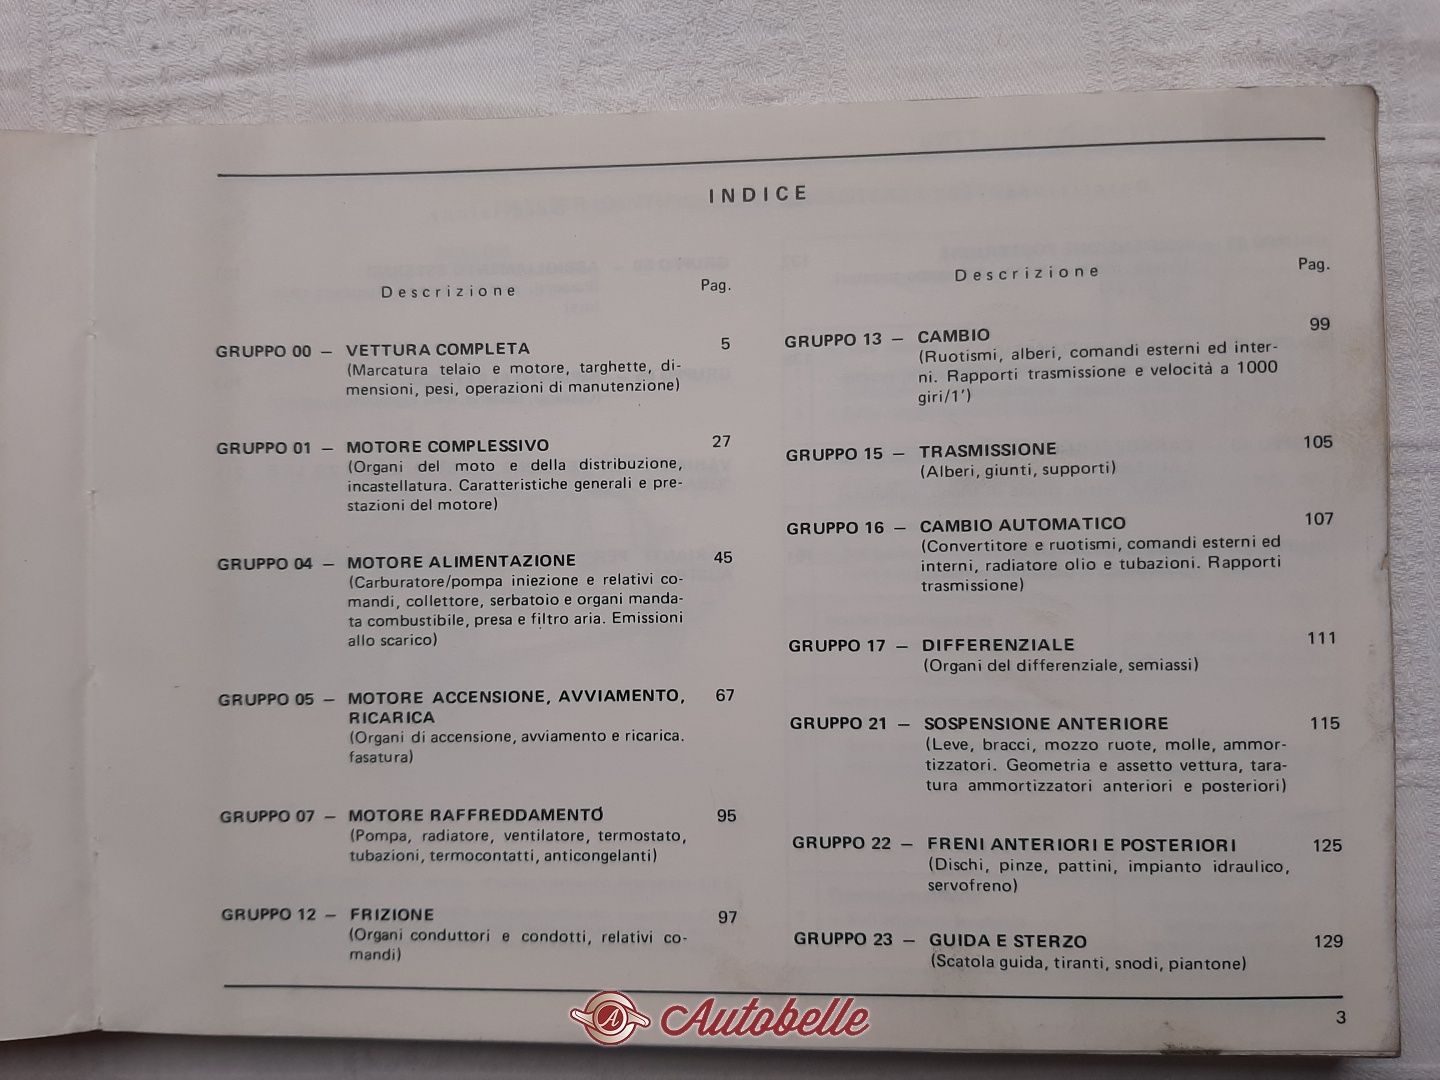 INDICE
Descrizione Pag.
GRUPPO 00 — VETTURA COMPLETA 5
(Marcatura telaio e motore, targhette, di-
mensioni, pesi, operazioni di manutenzione)
GRUPPO 01 — MOTORE COMPLESSIVO 27
(Organi del moto e della distribuzione,
incastellatura. Caratteristiche generali e pre-
stazioni del motore)
GRUPPO 04 — MOTORE ALIMENTAZIONE 45
(Carburatore/pompa iniezione e relativi co-
mandi, collettore, serbatoio e organi manda-
ta combustibile, presa e filtro aria. Emissioni
allo scarico)
GRUPPO 05 — MOTORE ACCENSIONE, AVVIAMENTO, 67
RICARICA
(Organi di accensione, avviamento e ricarica.
fasatura)
GRUPPO 07 — MOTORE RAFFREDDAMENTO 95
(Pompa, radiatore, ventilatore, termostato,
tubazioni, termocontatti, anticongelanti)
GRUPPO 12 — FRIZIONE 97
(Organi conduttori e condotti, relativi co-
mandi)
Descrizione Pag.
GRUPPO 13 — CAMBIO 99
(Ruotismi, alberi, comandi esterni ed inter-
ni. Rapporti trasmissione e velocità a 1000
giri/1')
GRUPPO 15 — TRASMISSIONE 105
(Alberi, giunti, supporti)
GRUPPO 16 — CAMBIO AUTOMATICO 107
(Convertitore e ruotismi, comandi esterni ed
interni, radiatore olio e tubazioni. Rapporti
trasmissione)
GRUPPO 17 — DIFFERENZIALE 111
(Organi del differenziale, semiassi)
GRUPPO 21 — SOSPENSIONE ANTERIORE 115
(Leve, bracci, mozzo ruote, molle, ammor-
tizzatori. Geometria e assetto vettura, tara-
tura ammortizzatori anteriori e posteriori)
GRUPPO 22 — FRENI ANTERIORI E POSTERIORI 125
(Dischi, pinze, pattini, impianto idraulico,
servofreno)
GRUPPO 23 — GUIDA E STERZO 129
(Scatola guida, tiranti, snodi, piantone)
3
A Autobelle